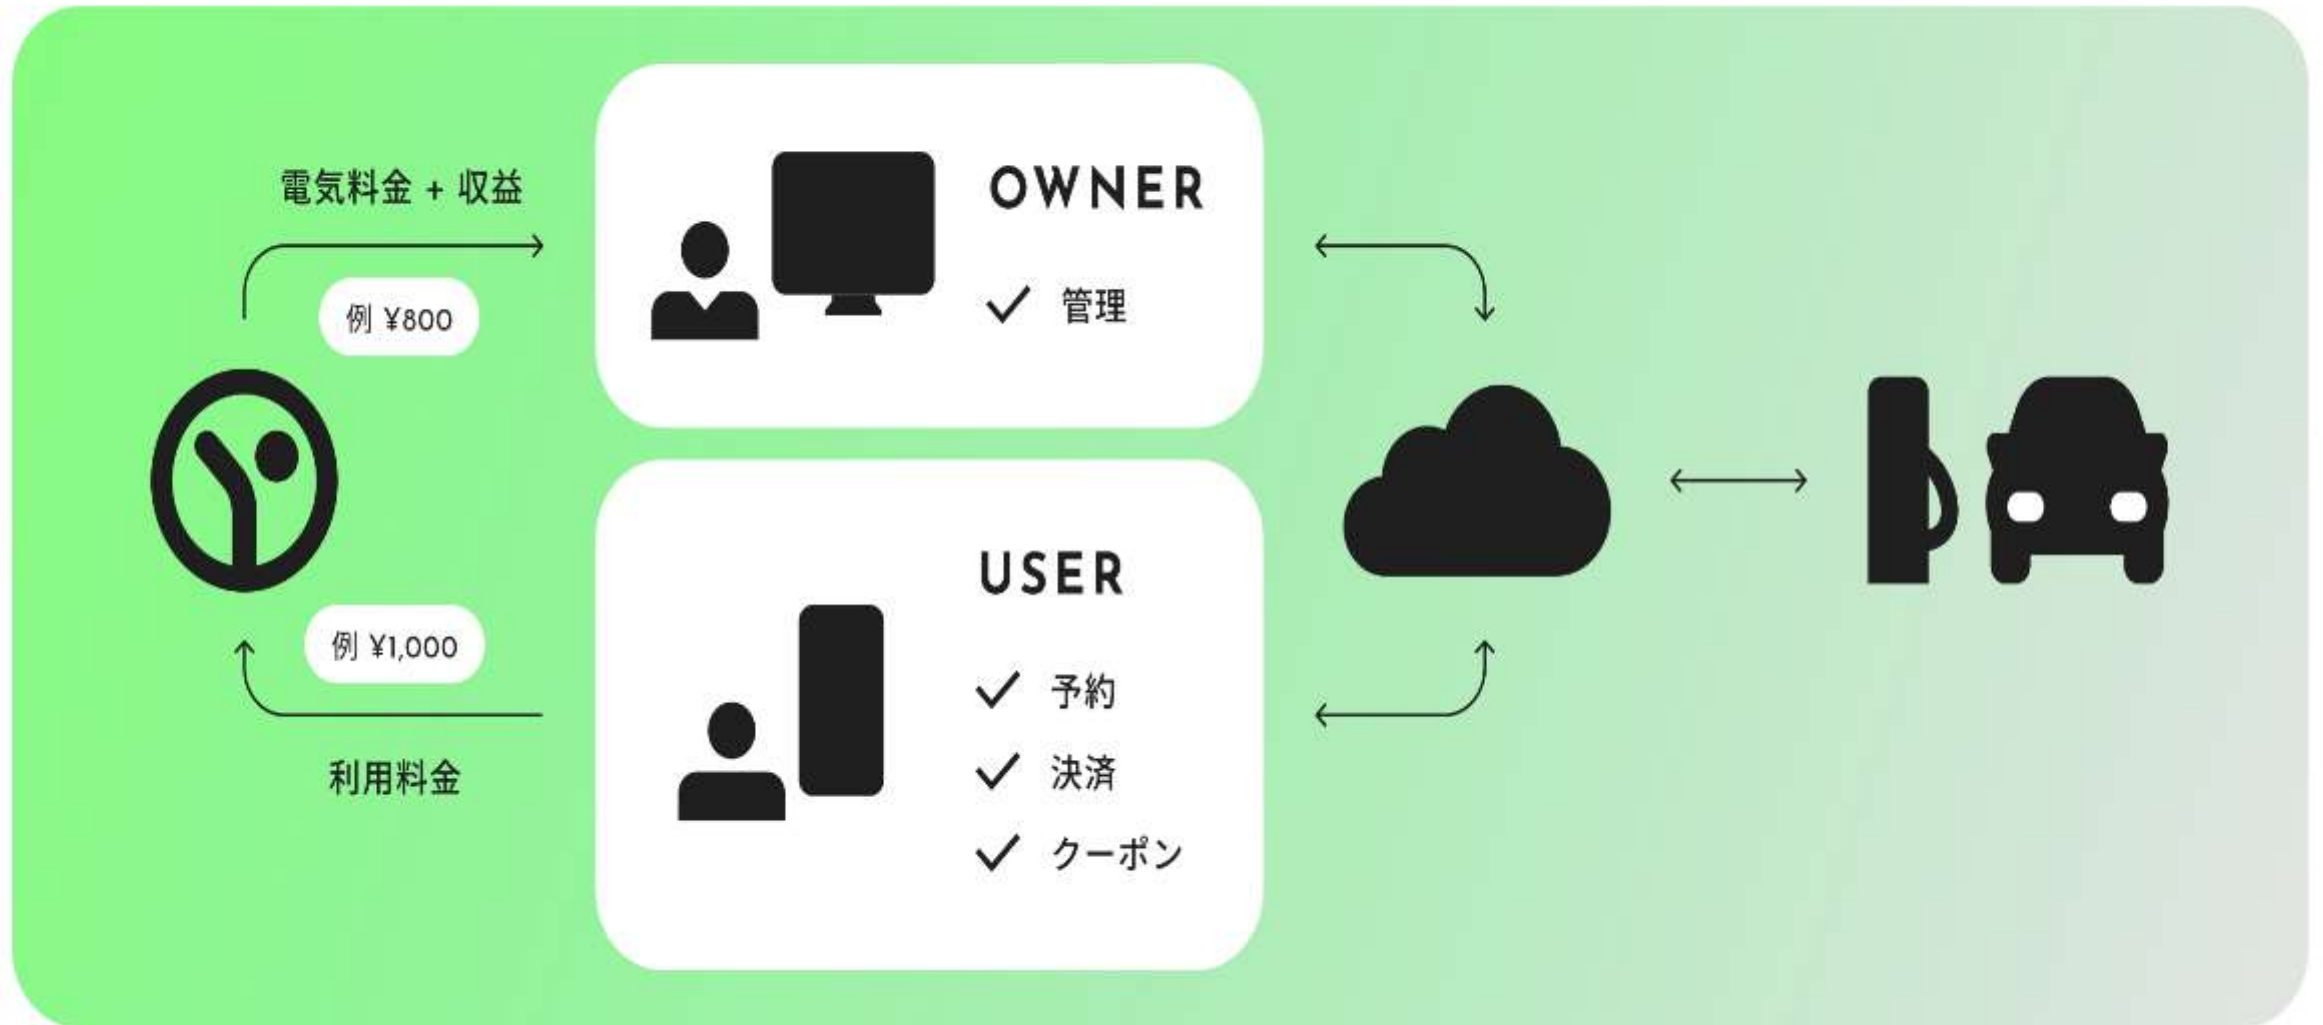 電気料金 + 収益
例 ¥800
OWNER
管理
例 ¥1,000
利用料金
USER
予約
決済
クーポン